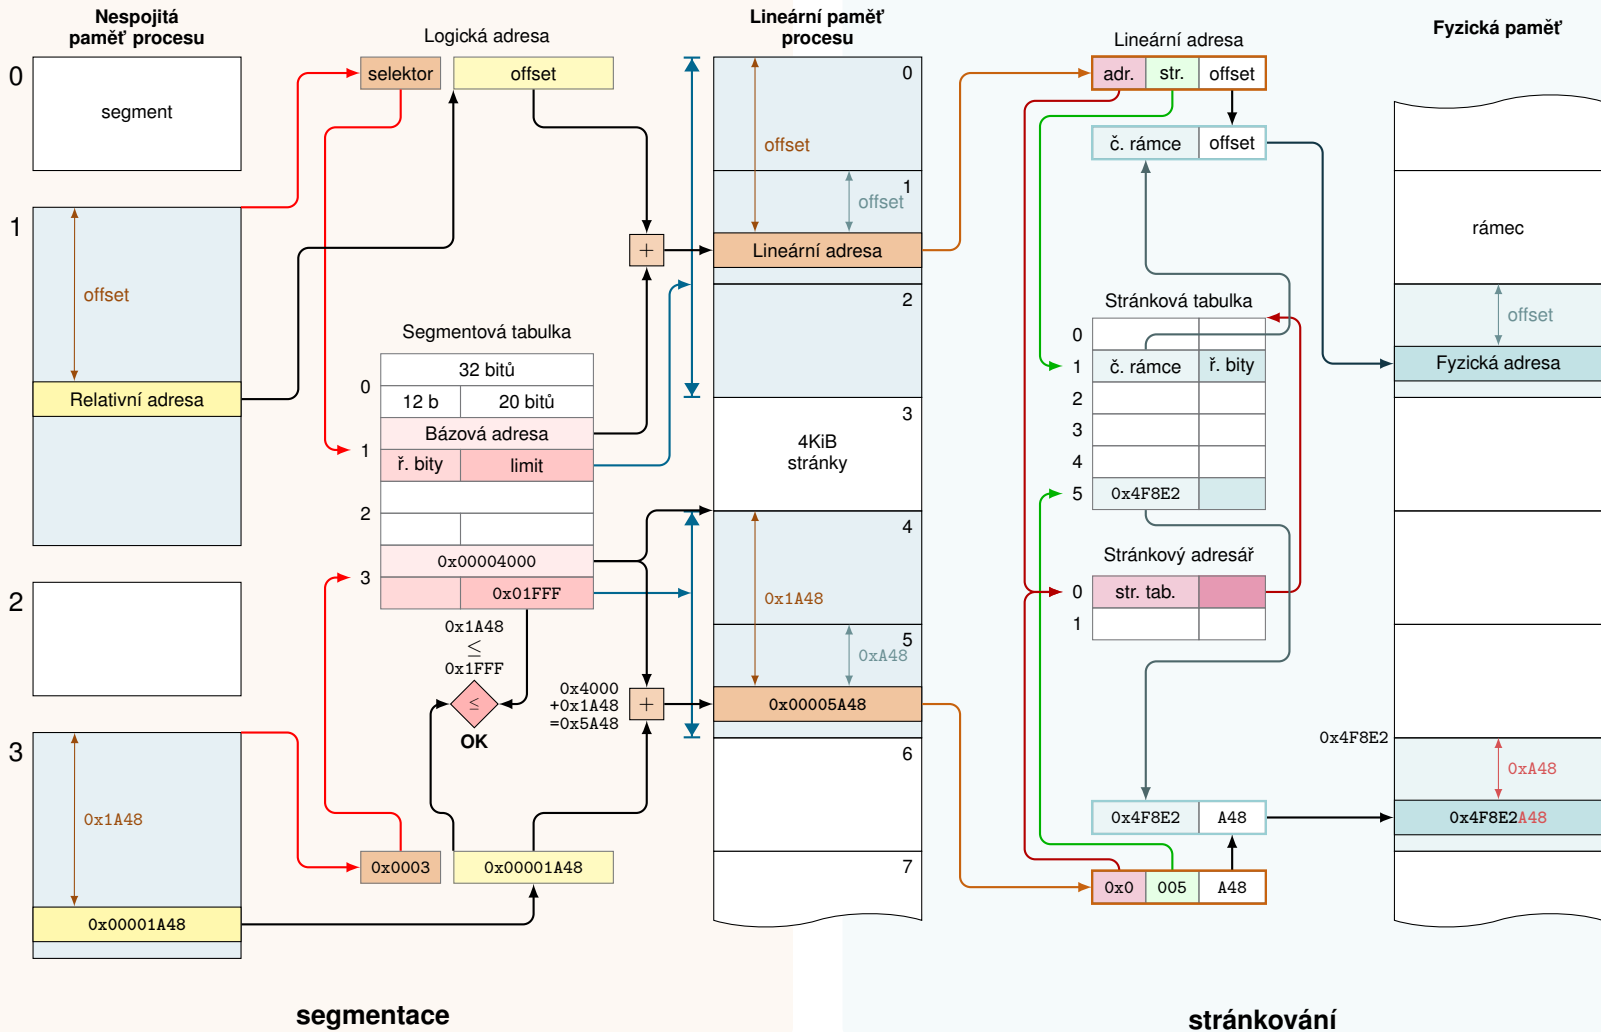 Nespojitá
paměť procesu
0
segment
1
offset
Relativní adresa
2
3
0x1A48
0x00001A48
Logická adresa
selektor
offset
Segmentová tabulka
32 bitů
0
12 b
20 bitů
Bázová adresa
1
ř. bity
limit
2
0x00004000
3
0x01FFF
0x1A48
≤
0x1FFF
≤
OK
0x0003
0x00001A48
+
0x4000
+0x1A48
=0x5A48
+
segmentace
Lineární paměť
procesu
0
offset
1
offset
Lineární adresa
2
3
4KiB
stránky
4
0x1A48
5
0xA48
0x00005A48
6
7
Lineární adresa
adr.
str.
offset
č. rámce
offset
Stránková tabulka
0
1
č. rámce
ř. bity
2
3
4
5
0x4F8E2
Stránkový adresář
0
str. tab.
1
0x4F8E2
A48
0x0
005
A48
stránkování
Fyzická paměť
rámec
offset
Fyzická adresa
0x4F8E2
0xA48
0x4F8E2A48